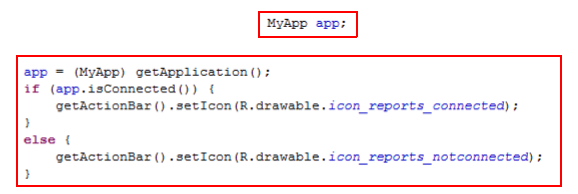 MyApp app;
app = (MyApp) getApplication();
if (app.isConnected()) {
    getActionBar().setIcon(R.drawable.icon_reports_connected);
}
else {
    getActionBar().setIcon(R.drawable.icon_reports_notconnected);
}